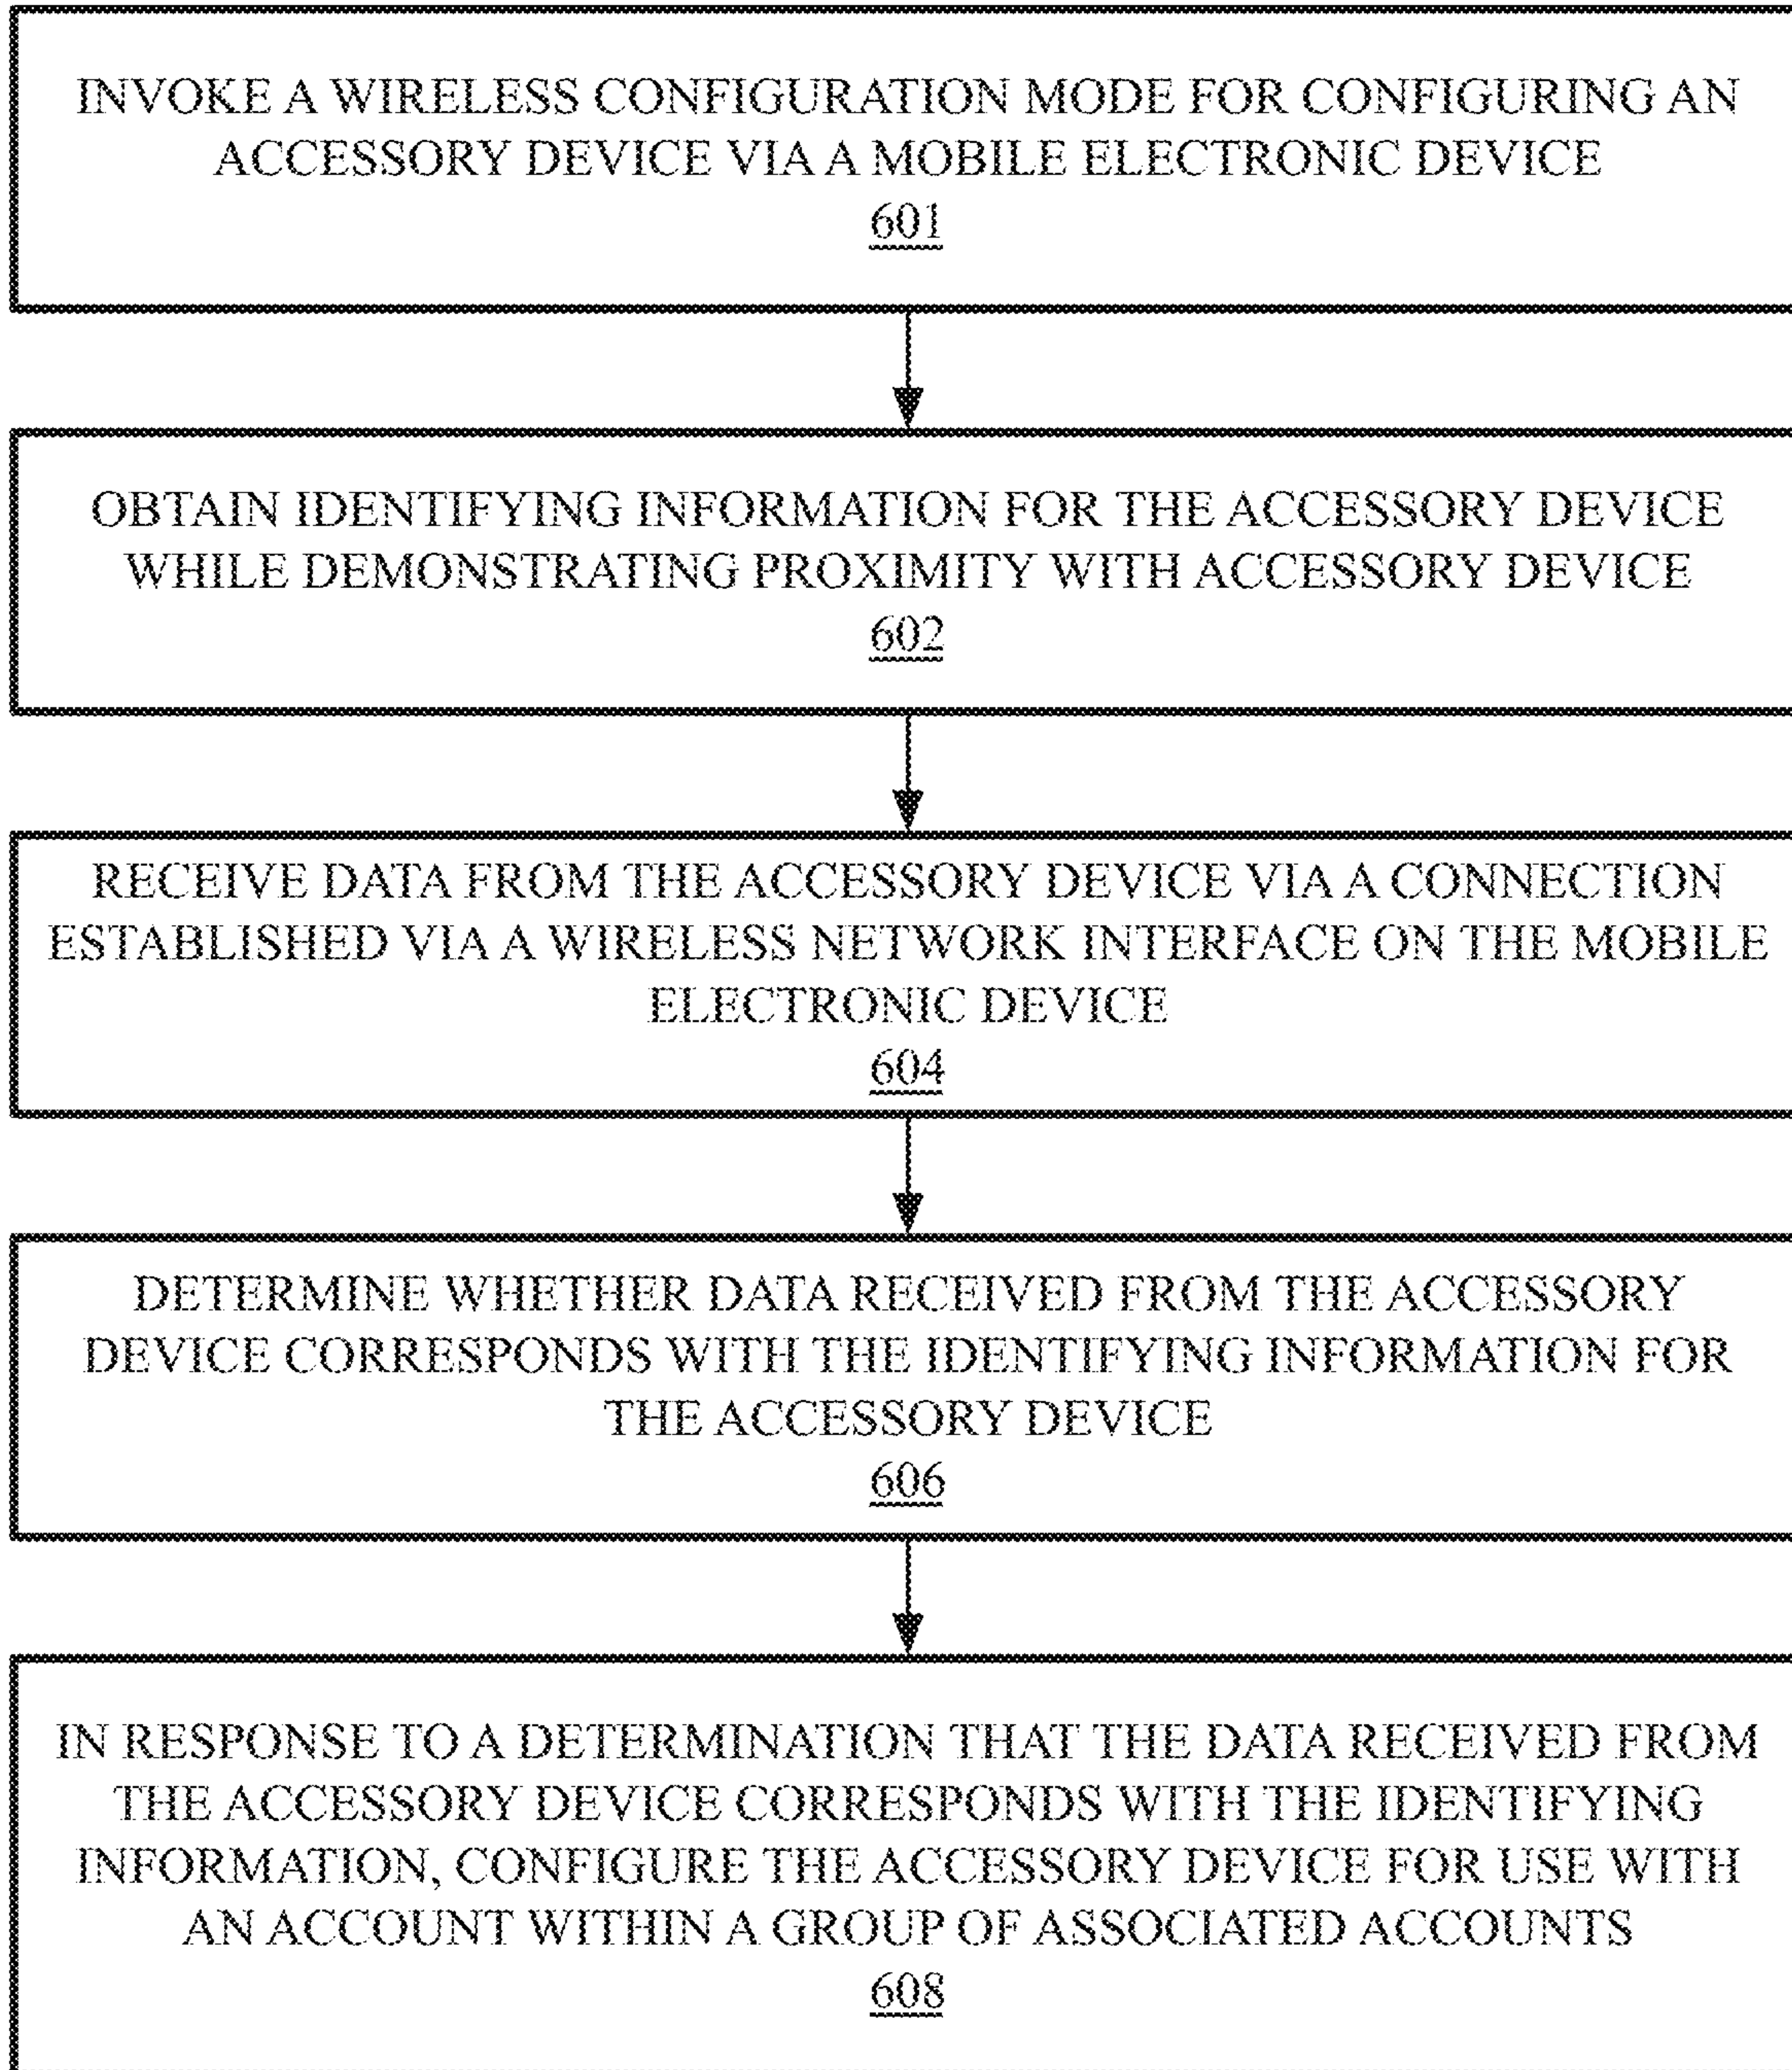 INVOKE A WIRELESS CONFIGURATION MODE FOR CONFIGURING AN
ACCESSORY DEVICE VIA A MOBILE ELECTRONIC DEVICE
601
OBTAIN IDENTIFYING INFORMATION FOR THE ACCESSORY DEVICE
WHILE DEMONSTRATING PROXIMITY WITH ACCESSORY DEVICE
602
RECEIVE DATA FROM THE ACCESSORY DEVICE VIA A CONNECTION
ESTABLISHED VIA A WIRELESS NETWORK INTERFACE ON THE MOBILE
ELECTRONIC DEVICE
604
DETERMINE WHETHER DATA RECEIVED FROM THE ACCESSORY
DEVICE CORRESPONDS WITH THE IDENTIFYING INFORMATION FOR
THE ACCESSORY DEVICE
606
IN RESPONSE TO A DETERMINATION THAT THE DATA RECEIVED FROM
THE ACCESSORY DEVICE CORRESPONDS WITH THE IDENTIFYING
INFORMATION, CONFIGURE THE ACCESSORY DEVICE FOR USE WITH
AN ACCOUNT WITHIN A GROUP OF ASSOCIATED ACCOUNTS
608